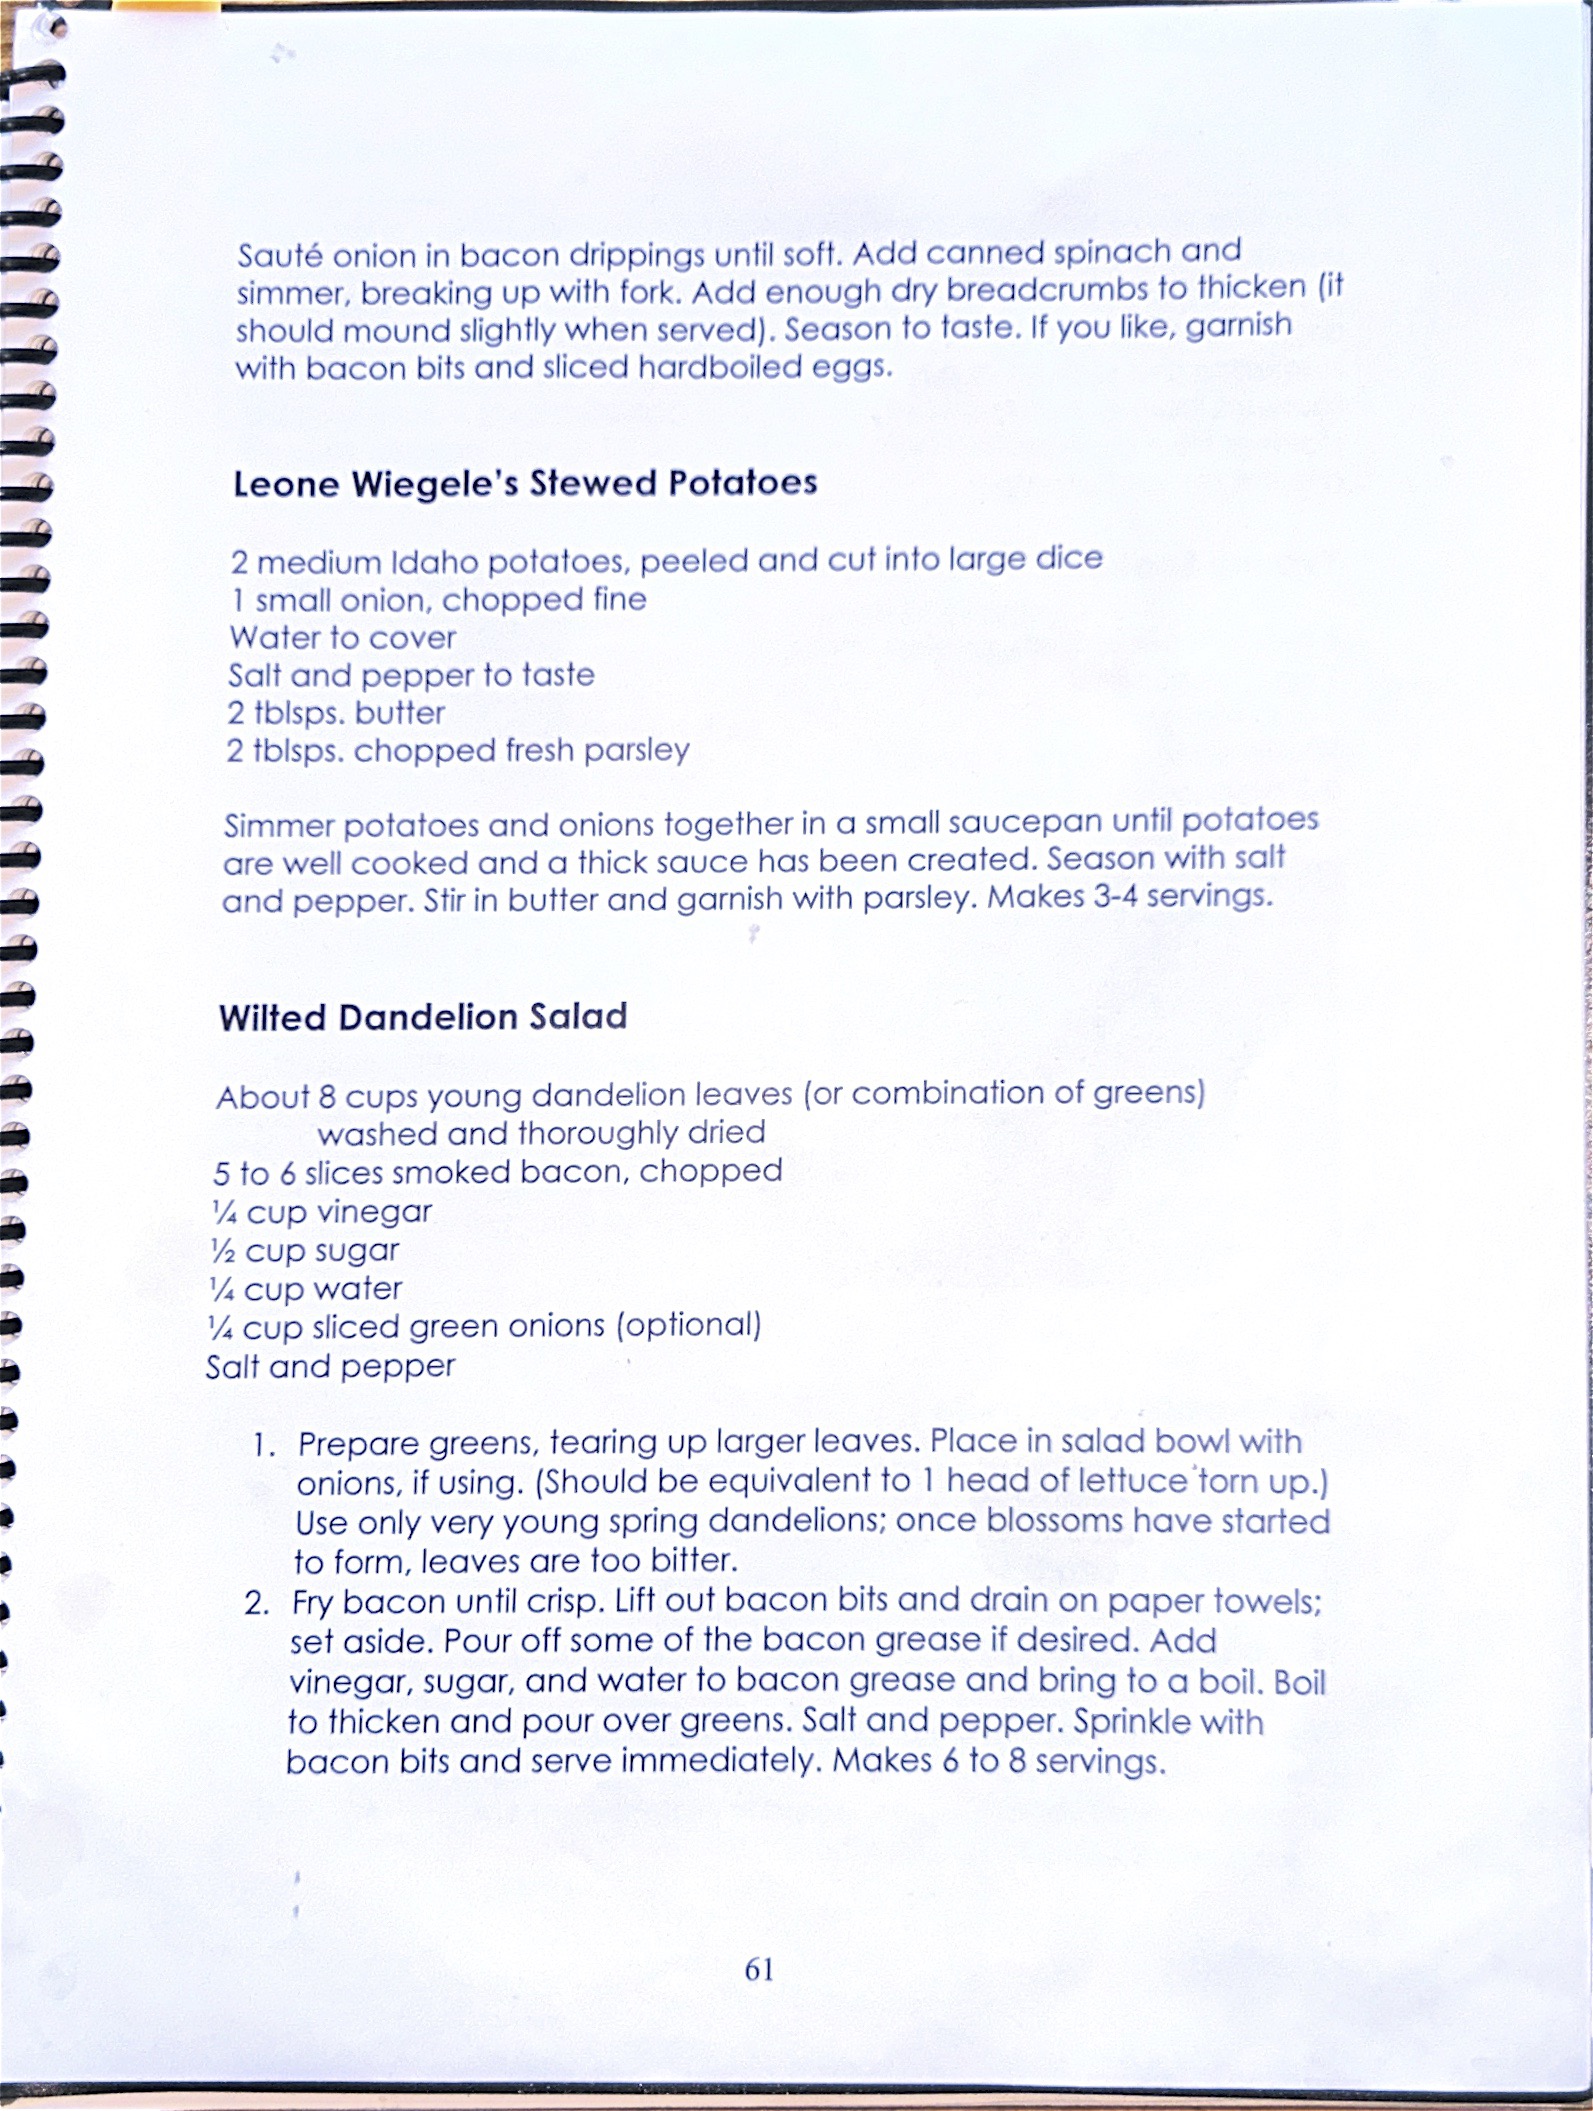 Sauté onion in bacon drippings until soft. Add canned spinach and
simmer, breaking up with fork. Add enough dry breadcrumbs to thicken (it
should mound slightly when served). Season to taste. If you like, garnish
with bacon bits and sliced hardboiled eggs.
Leone Wiegele's Stewed Potatoes
2 medium Idaho potatoes, peeled and cut into large dice
1 small onion, chopped fine
Water to cover
Salt and pepper to taste
2 tblsps. butter
2 tblsps. chopped fresh parsley
Simmer potatoes and onions together in a small saucepan until potatoes
are well cooked and a thick sauce has been created. Season with salt
and pepper. Stir in butter and garnish with parsley. Makes 3-4 servings.
Wilted Dandelion Salad
About 8 cups young dandelion leaves (or combination of greens)
washed and thoroughly dried
5 to 6 slices smoked bacon, chopped
¼ cup vinegar
½ cup sugar
¼ cup water
¼ cup sliced green onions (optional)
Salt and pepper
1. Prepare greens, tearing up larger leaves. Place in salad bowl with
onions, if using. (Should be equivalent to 1 head of lettuce torn up.)
Use only very young spring dandelions; once blossoms have started
to form, leaves are too bitter.
2. Fry bacon until crisp. Lift out bacon bits and drain on paper towels;
set aside. Pour off some of the bacon grease if desired. Add
vinegar, sugar, and water to bacon grease and bring to a boil. Boil
to thicken and pour over greens. Salt and pepper. Sprinkle with
bacon bits and serve immediately. Makes 6 to 8 servings.
61